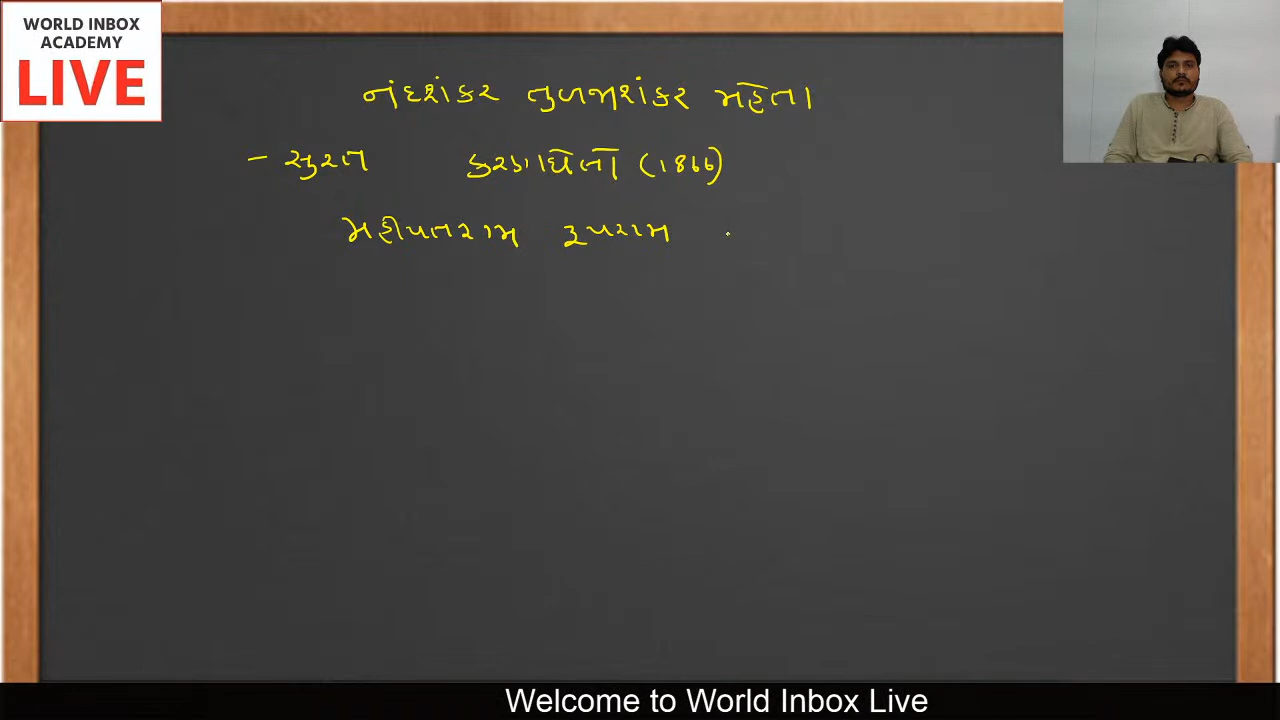 WORLD INBOX
ACADEMY
LIVE
નંદશંકર તુળજાશંકર મહેતા
- સુરત કરણઘેલો (1866)
મહીપતરામ રૂપરામ
Welcome to World Inbox Live